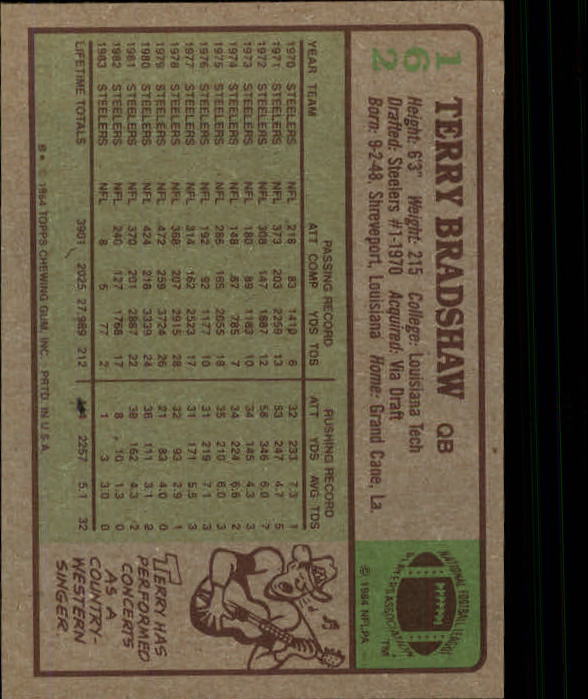 162
TERRY BRADSHAW QB
Height: 6'3" Weight: 215 College: Louisiana Tech
Drafted: Steelers #1-1970 Acquired: Via Draft
Born: 9-2-48, Shreveport, Louisiana Home: Grand Cane, La.
NATIONAL FOOTBALL LEAGUE
PLAYERS ASSOCIATION
TM
© 1984 NFLPA
PASSING RECORD RUSHING RECORD
YEAR TEAM ATT COMP YDS TDS ATT YDS AVG TDS
1970 STEELERS NFL 218 83 1410 6 32 233 7.3 1
1971 STEELERS NFL 373 203 2259 13 53 247 4.7 5
1972 STEELERS NFL 308 147 1887 12 58 346 6.0 7
1973 STEELERS NFL 180 89 1183 10 34 145 4.3 3
1974 STEELERS NFL 148 67 785 7 34 224 6.6 2
1975 STEELERS NFL 286 165 2055 18 35 210 6.0 3
1976 STEELERS NFL 192 92 1177 10 31 219 7.1 3
1977 STEELERS NFL 314 162 2523 17 31 171 5.5 3
1978 STEELERS NFL 368 207 2915 28 32 93 2.9 1
1979 STEELERS NFL 472 259 3724 26 21 83 4.0 0
1980 STEELERS NFL 424 218 3339 24 36 111 3.1 2
1981 STEELERS NFL 370 201 2887 22 38 162 4.3 2
1982 STEELERS NFL 240 127 1768 17 8 10 1.3 0
1983 STEELERS NFL 8 5 77 2 1 3 3.0 0
LIFETIME TOTALS 3901 2025 27,989 212 2257 5.1 32
TERRY HAS
PERFORMED
CONCERTS
AS A
COUNTRY-
WESTERN
SINGER.
B* © 1984 TOPPS CHEWING GUM, INC. PRTD. IN U.S.A.